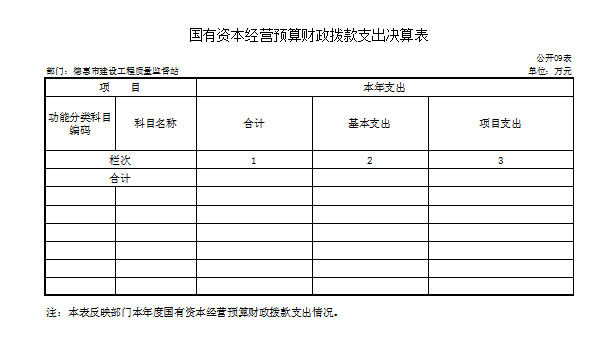 国有资本经营预算财政拨款支出决算表
公开09表
部门：德惠市建设工程质量监督站 单位：万元
项 目 本年支出
功能分类科目编码 科目名称 合计 基本支出 项目支出
栏次 1 2 3
合计
注：本表反映部门本年度国有资本经营预算财政拨款支出情况。